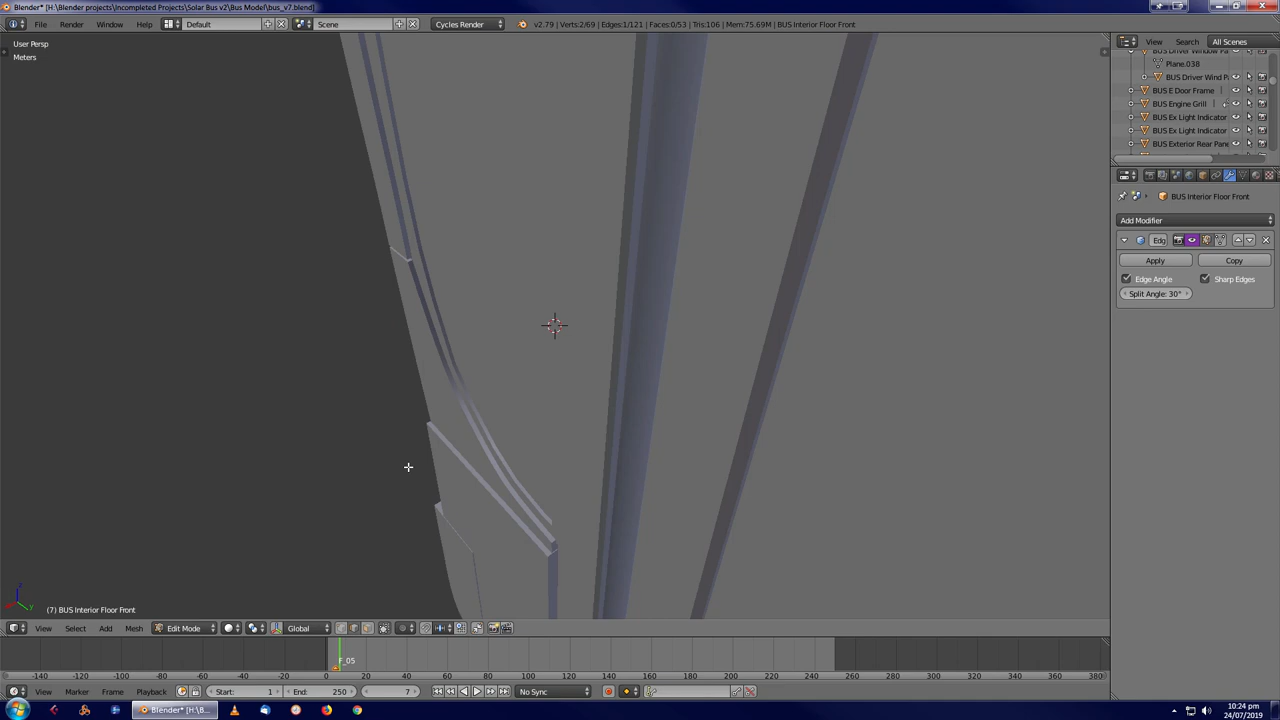 Blender* [H:\Blender projects\Incompleted Projects\Solar Bus v2\Bus Model\bus_v7.blend]
File Render Window Help Default Scene Cycles Render v2.79 | Verts:2/69 | Edges:1/121 | Faces:0/53 | Tris:106 | Mem:75.69M | BUS Interior Floor Front
User Persp
Meters
View Search All Scenes
BUS Driver Window Pa
Plane.038
BUS Driver Wind Pa
BUS E Door Frame
BUS Engine Grill
BUS Ex Light Indicator
BUS Ex Light Indicator
BUS Exterior Rear Pane
BUS Interior Floor Front
Add Modifier
Edg
Apply Copy
Edge Angle Sharp Edges
Split Angle: 30°
(7) BUS Interior Floor Front
View Select Add Mesh Edit Mode Global
F_05
-140 -120 -100 -80 -60 -40 -20 0 20 40 60 80 100 120 140 160 180 200 220 240 260 280 300 320 340 360 380
View Marker Frame Playback Start: 1 End: 250 7 No Sync
Blender* [H:\B...
10:24 pm
24/07/2019